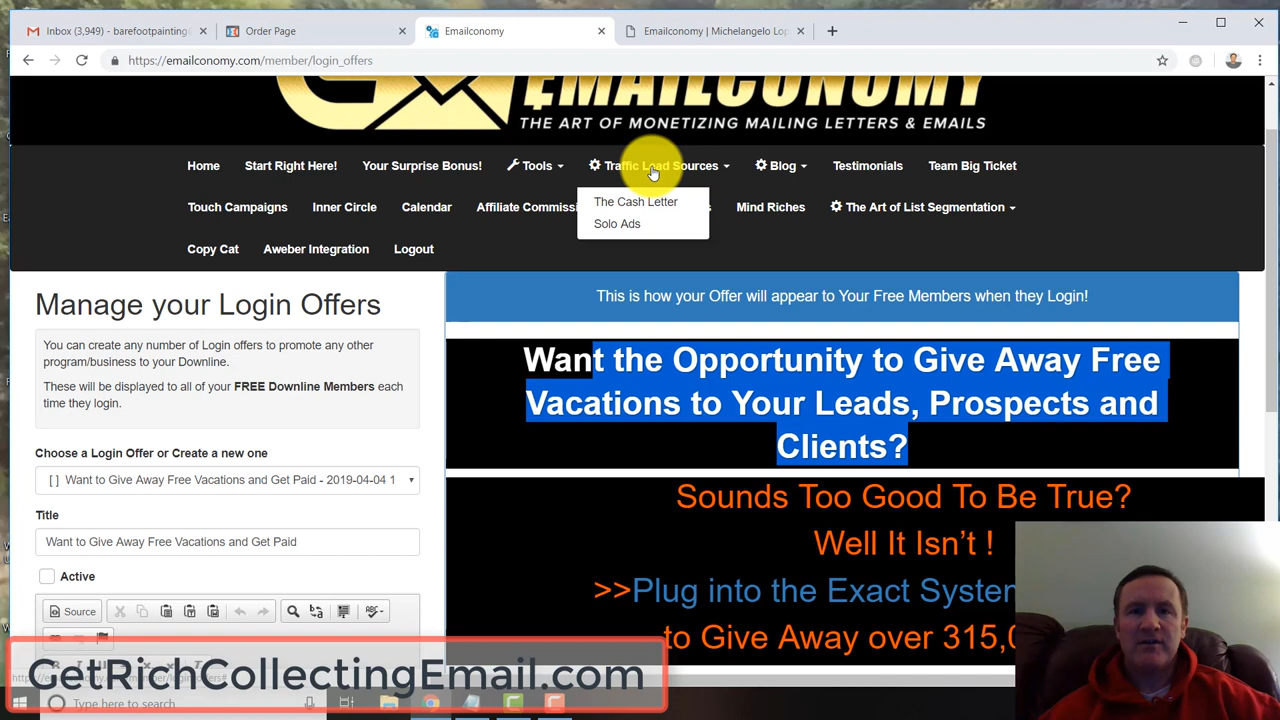 Inbox (3,949) - barefootpainting
Order Page
Emailconomy
Emailconomy | Michelangelo Lop
https://emailconomy.com/member/login_offers
EMAILCONOMY
THE ART OF MONETIZING MAILING LETTERS & EMAILS
Home Start Right Here! Your Surprise Bonus! Tools Traffic Lead Sources Blog Testimonials Team Big Ticket
The Cash Letter
Solo Ads
Touch Campaigns Inner Circle Calendar Affiliate Commissi s Mind Riches The Art of List Segmentation
Copy Cat Aweber Integration Logout
Manage your Login Offers
You can create any number of Login offers to promote any other
program/business to your Downline.
These will be displayed to all of your FREE Downline Members each
time they login.
Choose a Login Offer or Create a new one
[ ] Want to Give Away Free Vacations and Get Paid - 2019-04-04 1
Title
Want to Give Away Free Vacations and Get Paid
Active
Source
This is how your Offer will appear to Your Free Members when they Login!
Want the Opportunity to Give Away Free
Vacations to Your Leads, Prospects and
Clients?
Sounds Too Good To Be True?
Well It Isn't !
>>Plug into the Exact System
to Give Away over 315,0
GetRichCollectingEmail.com
Type here to search